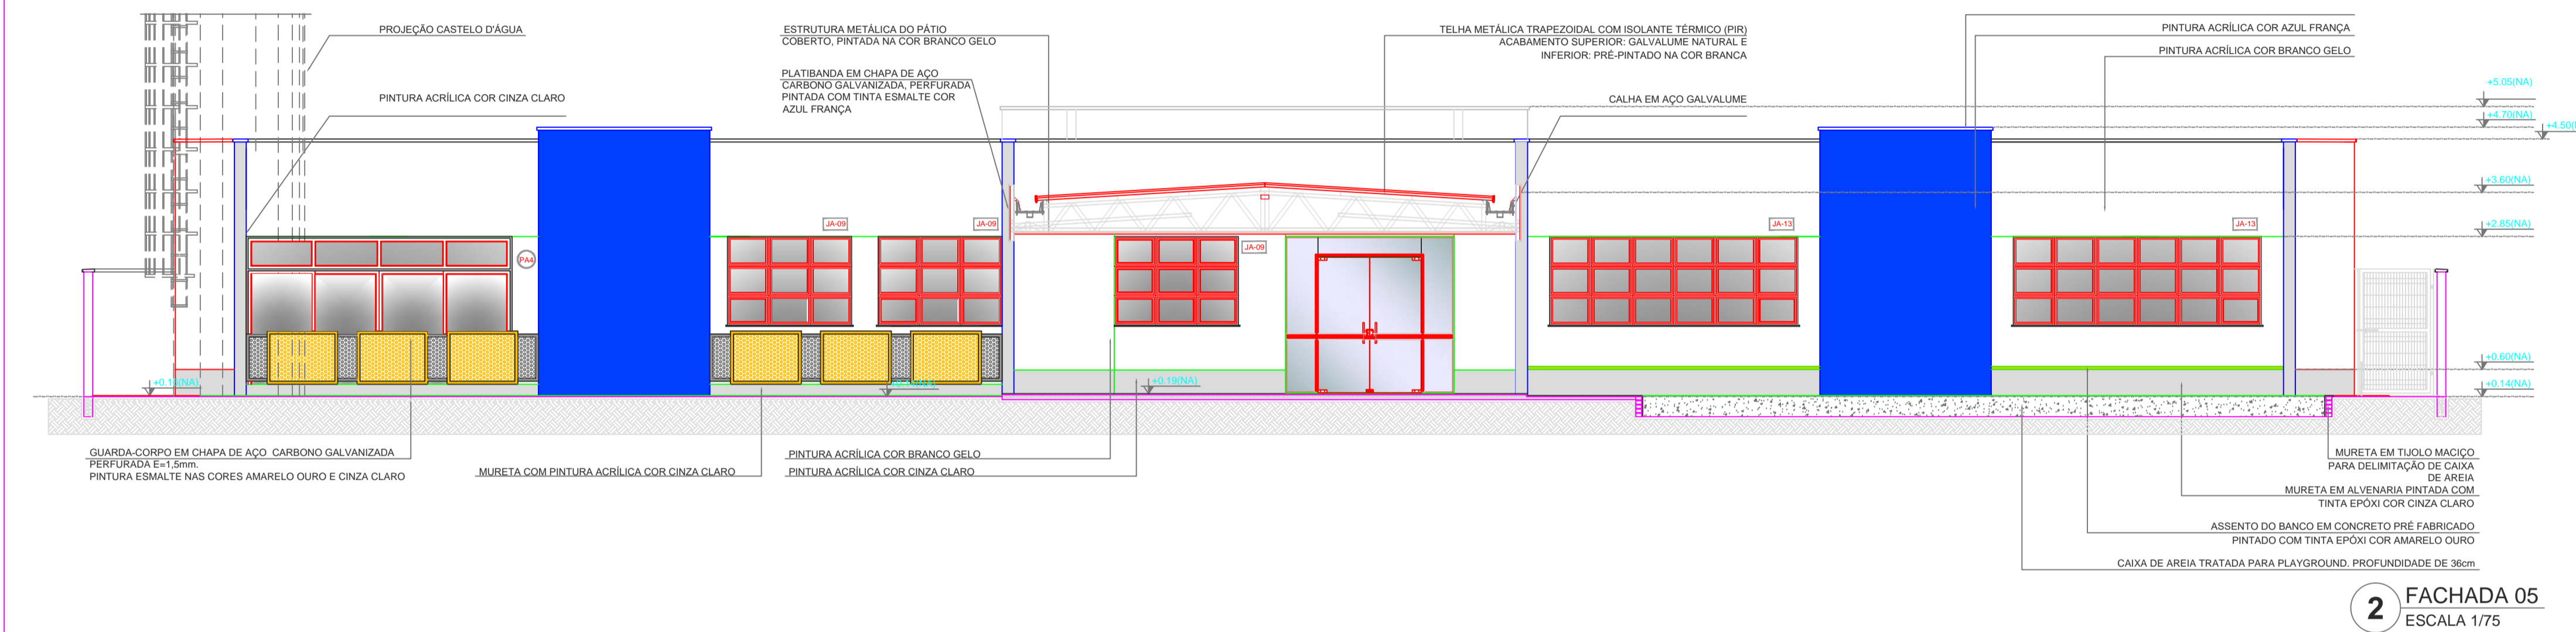 PROJEÇÃO CASTELO D'ÁGUA
PINTURA ACRÍLICA COR CINZA CLARO
ESTRUTURA METÁLICA DO PÁTIO
COBERTO, PINTADA NA COR BRANCO GELO
PLATIBANDA EM CHAPA DE AÇO
CARBONO GALVANIZADA, PERFURADA
PINTADA COM TINTA ESMALTE COR
AZUL FRANÇA
TELHA METÁLICA TRAPEZOIDAL COM ISOLANTE TÉRMICO (PIR)
ACABAMENTO SUPERIOR: GALVALUME NATURAL E
INFERIOR: PRÉ-PINTADO NA COR BRANCA
CALHA EM AÇO GALVALUME
PINTURA ACRÍLICA COR AZUL FRANÇA
PINTURA ACRÍLICA COR BRANCO GELO
+5.05(NA)
+4.70(NA)
+3.60(NA)
+2.85(NA)
+0.60(NA)
+0.14(NA)
JA-09
JA-09
JA-09
JA-13
JA-13
PA4
+0.19(NA)
GUARDA-CORPO EM CHAPA DE AÇO CARBONO GALVANIZADA
PERFURADA E=1,5mm.
PINTURA ESMALTE NAS CORES AMARELO OURO E CINZA CLARO
MURETA COM PINTURA ACRÍLICA COR CINZA CLARO
PINTURA ACRÍLICA COR BRANCO GELO
PINTURA ACRÍLICA COR CINZA CLARO
MURETA EM TIJOLO MACIÇO
PARA DELIMITAÇÃO DE CAIXA
DE AREIA
MURETA EM ALVENARIA PINTADA COM
TINTA EPÓXI COR CINZA CLARO
ASSENTO DO BANCO EM CONCRETO PRÉ FABRICADO
PINTADO COM TINTA EPÓXI COR AMARELO OURO
CAIXA DE AREIA TRATADA PARA PLAYGROUND. PROFUNDIDADE DE 36cm
2 FACHADA 05
ESCALA 1/75